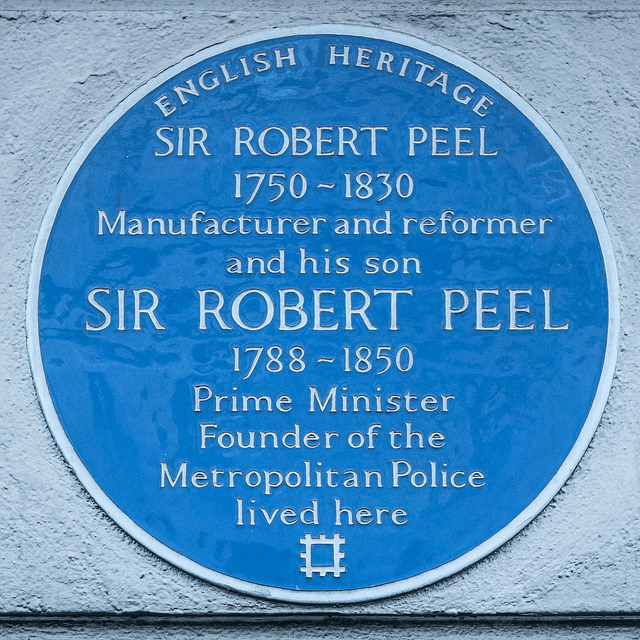 ENGLISH HERITAGE
SIR ROBERT PEEL
1750 ~ 1830
Manufacturer and reformer
and his son
SIR ROBERT PEEL
1788 ~ 1850
Prime Minister
Founder of the
Metropolitan Police
lived here